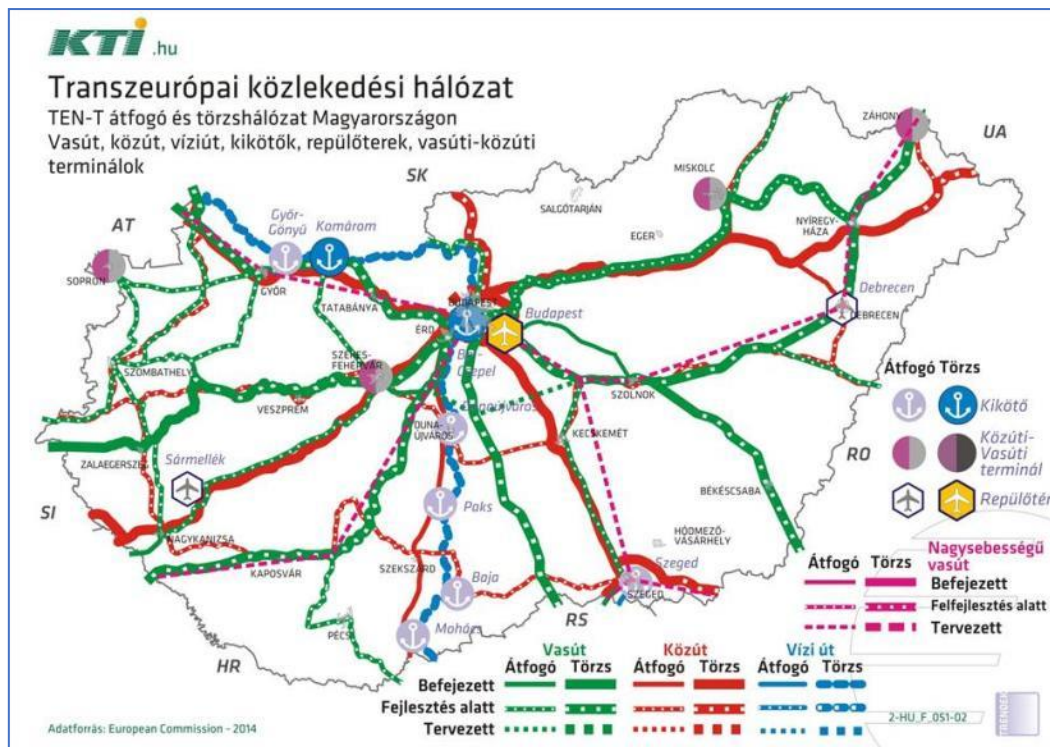 KTI.hu
Transzeurópai közlekedési hálózat
TEN-T átfogó és törzshálózat Magyarországon
Vasút, közút, víziút, kikötők, repülőterek, vasúti-közúti
terminálok
ZÁHONY
UA
SK
MISKOLC
SALGÓTARJÁN
AT
Győr-
Gönyű
Komárom
EGER
NYÍREGY-
HÁZA
SOPRON
GYŐR
TATABÁNYA
BUDAPEST
Budapest
Debrecen
DEBRECEN
ÉRD
SZÉKES-
FEHÉRVÁR
Csepel
SZOMBATHELY
VESZPRÉM
SZOLNOK
Dunaújváros
DUNA-
ÚJVÁROS
KECSKEMÉT
ZALAEGERSZEG
Sármellék
RO
BÉKÉSCSABA
SI
Paks
HÓDMEZŐ-
VÁSÁRHELY
NAGYKANIZSA
KAPOSVÁR
SZEKSZÁRD
Baja
Szeged
SZEGED
PÉCS
Mohács
RS
HR
Átfogó Törzs
Kikötő
Közúti-
Vasúti
terminál
Repülőtér
Nagysebességű
vasút
Átfogó Törzs
Befejezett
Felfejlesztés alatt
Tervezett
Vasút Közút Vízi út
Átfogó Törzs Átfogó Törzs Átfogó Törzs
Befejezett
Fejlesztés alatt
Tervezett
Adatforrás: European Commission - 2014
2-HU_F_051-02
TRENDEK